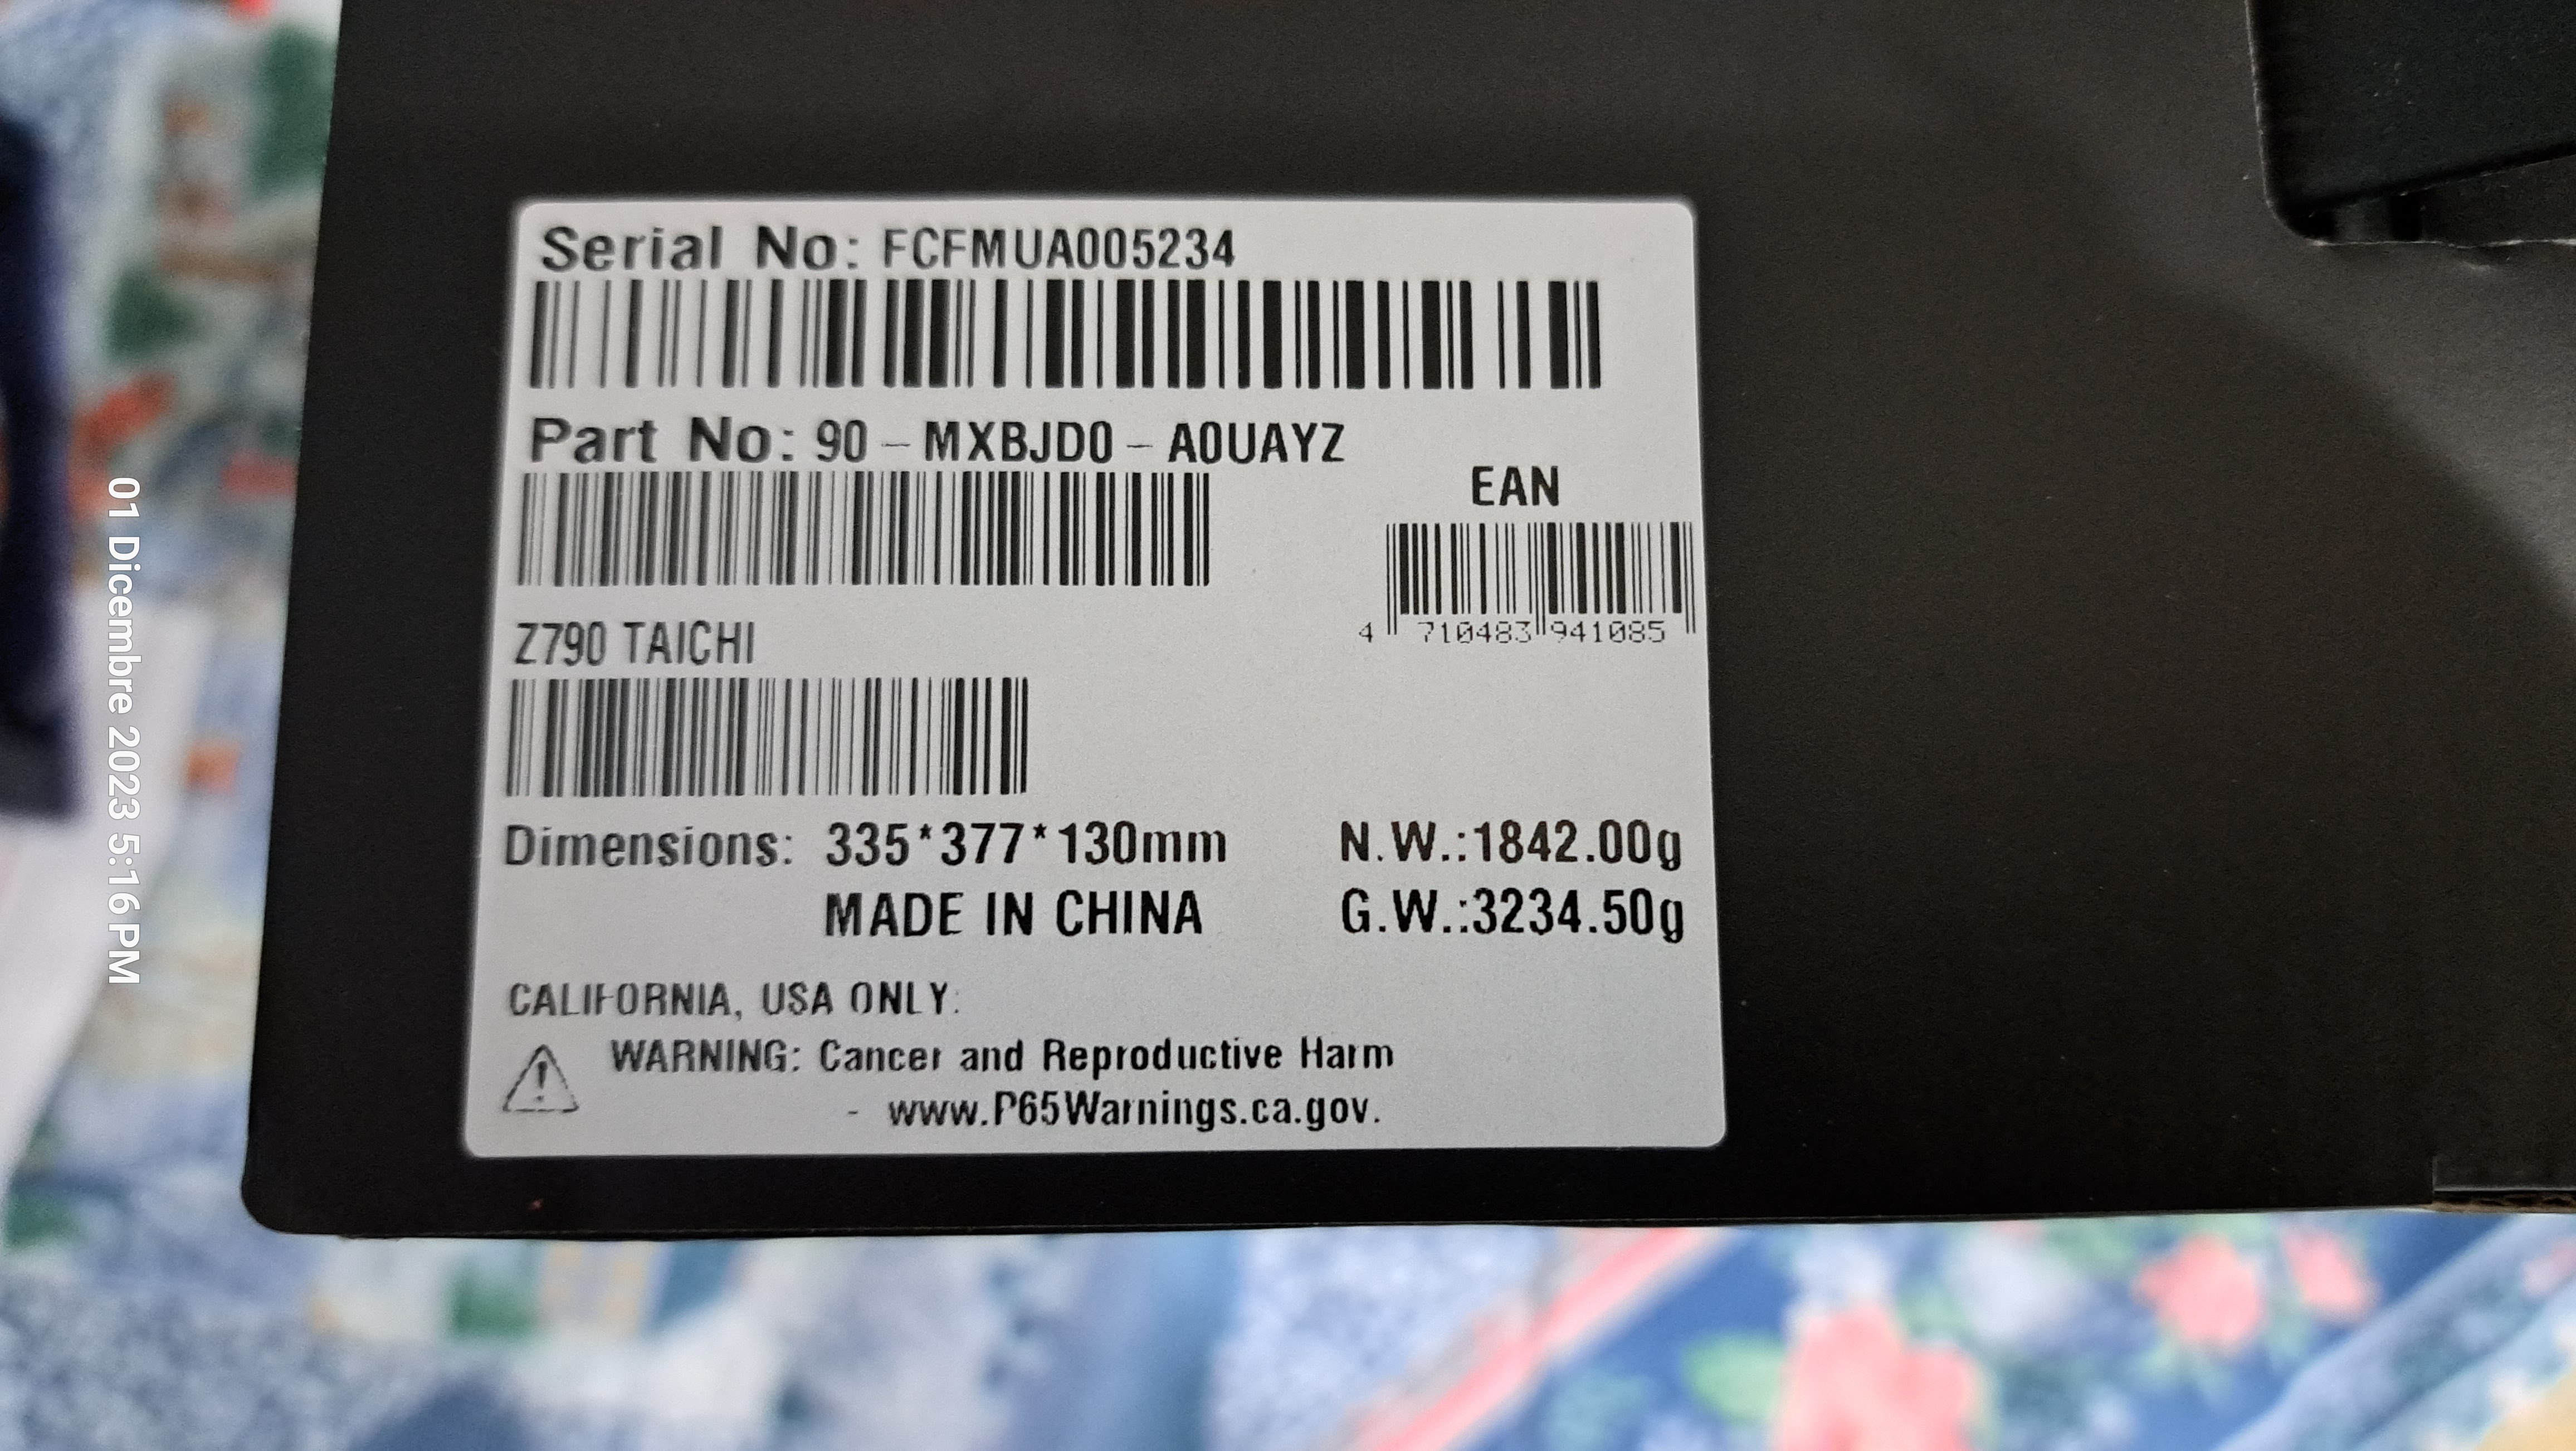 Serial No: FCFMUA005234
Part No: 90 - MXBJD0 - A0UAYZ
EAN
4 710483 941085
Z790 TAICHI
Dimensions: 335*377*130mm N.W.:1842.00g
MADE IN CHINA G.W.:3234.50g
CALIFORNIA, USA ONLY:
WARNING: Cancer and Reproductive Harm
- www.P65Warnings.ca.gov.
01 Dicembre 2023 5:16 PM